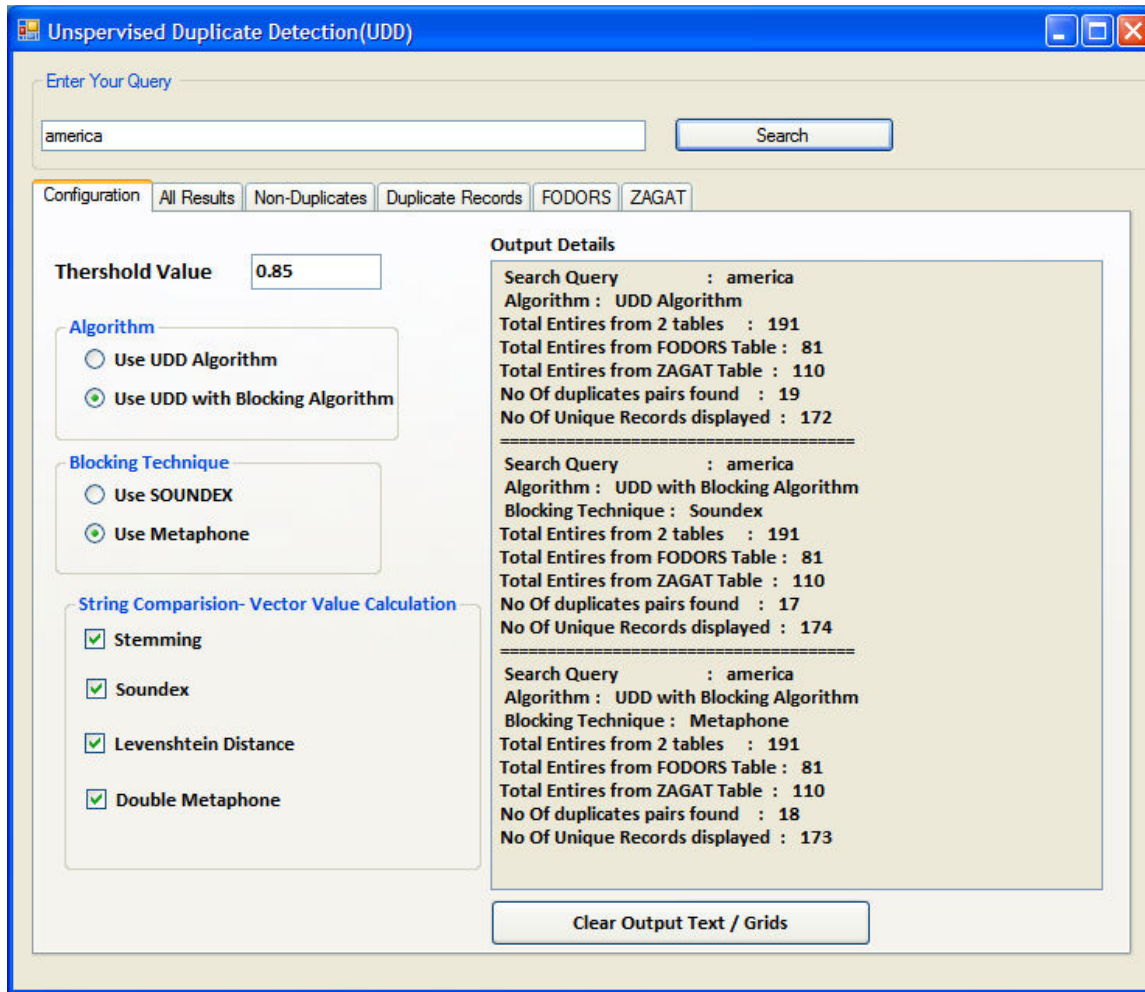 Unspervised Duplicate Detection(UDD)
Enter Your Query
america
Search
Configuration
All Results
Non-Duplicates
Duplicate Records
FODORS
ZAGAT
Thershold Value
0.85
Algorithm
Use UDD Algorithm
Use UDD with Blocking Algorithm
Blocking Technique
Use SOUNDEX
Use Metaphone
String Comparision- Vector Value Calculation
Stemming
Soundex
Levenshtein Distance
Double Metaphone
Output Details
Search Query : america
Algorithm : UDD Algorithm
Total Entires from 2 tables : 191
Total Entires from FODORS Table : 81
Total Entires from ZAGAT Table : 110
No Of duplicates pairs found : 19
No Of Unique Records displayed : 172
======================================
Search Query : america
Algorithm : UDD with Blocking Algorithm
Blocking Technique : Soundex
Total Entires from 2 tables : 191
Total Entires from FODORS Table : 81
Total Entires from ZAGAT Table : 110
No Of duplicates pairs found : 17
No Of Unique Records displayed : 174
======================================
Search Query : america
Algorithm : UDD with Blocking Algorithm
Blocking Technique : Metaphone
Total Entires from 2 tables : 191
Total Entires from FODORS Table : 81
Total Entires from ZAGAT Table : 110
No Of duplicates pairs found : 18
No Of Unique Records displayed : 173
Clear Output Text / Grids